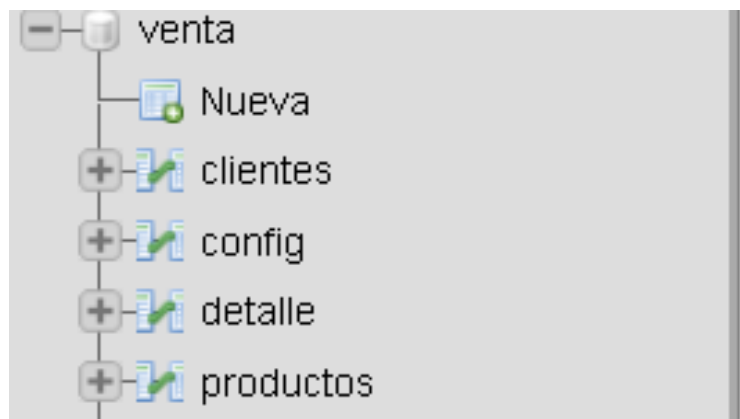 venta
Nueva
clientes
config
detalle
productos